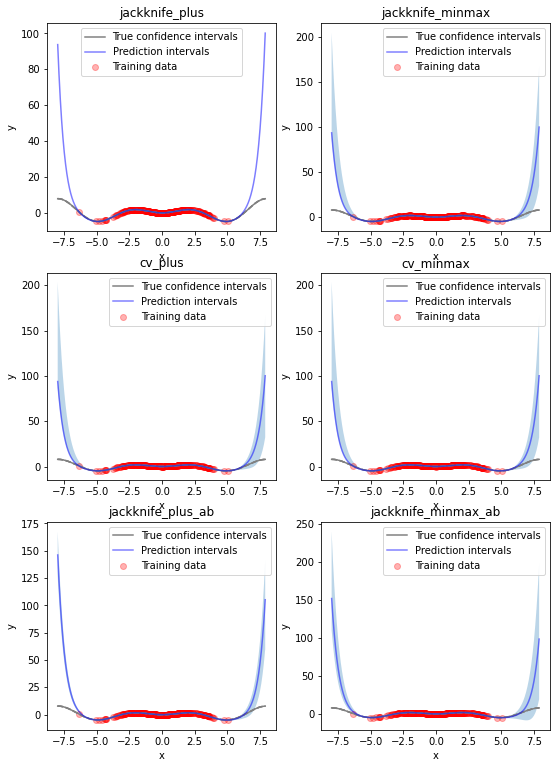 jackknife_plus
100
80
60
40
20
0
y
True confidence intervals
Prediction intervals
Training data
−7.5 −5.0 −2.5 0.0 2.5 5.0 7.5
x
jackknife_minmax
200
150
100
50
0
y
True confidence intervals
Prediction intervals
Training data
−7.5 −5.0 −2.5 0.0 2.5 5.0 7.5
x
cv_plus
200
150
100
50
0
y
True confidence intervals
Prediction intervals
Training data
−7.5 −5.0 −2.5 0.0 2.5 5.0 7.5
x
cv_minmax
200
150
100
50
0
y
True confidence intervals
Prediction intervals
Training data
−7.5 −5.0 −2.5 0.0 2.5 5.0 7.5
x
jackknife_plus_ab
175
150
125
100
75
50
25
0
y
True confidence intervals
Prediction intervals
Training data
−7.5 −5.0 −2.5 0.0 2.5 5.0 7.5
x
jackknife_minmax_ab
250
200
150
100
50
0
y
True confidence intervals
Prediction intervals
Training data
−7.5 −5.0 −2.5 0.0 2.5 5.0 7.5
x